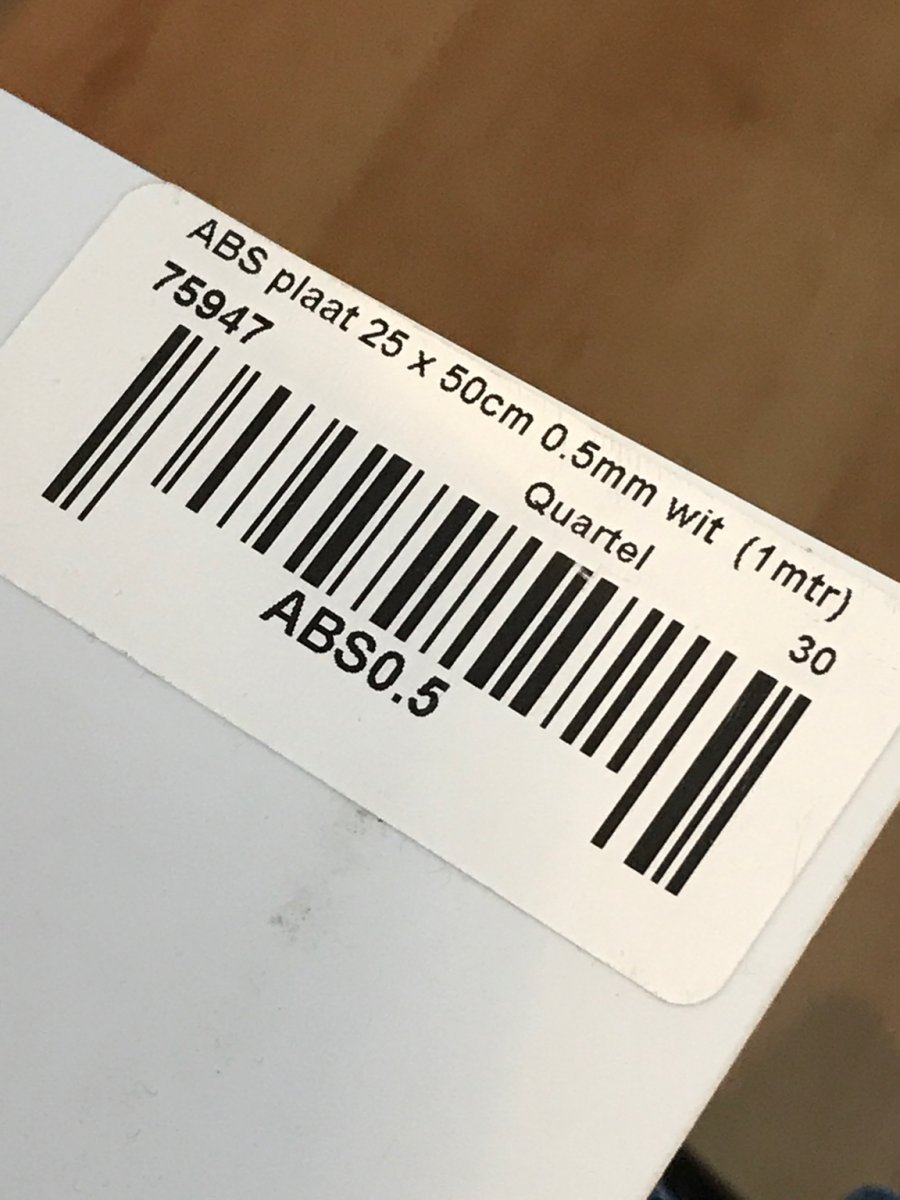 ABS plaat 25 x 50cm 0.5mm wit (1mtr)
75947 Quartel 30
ABS0.5